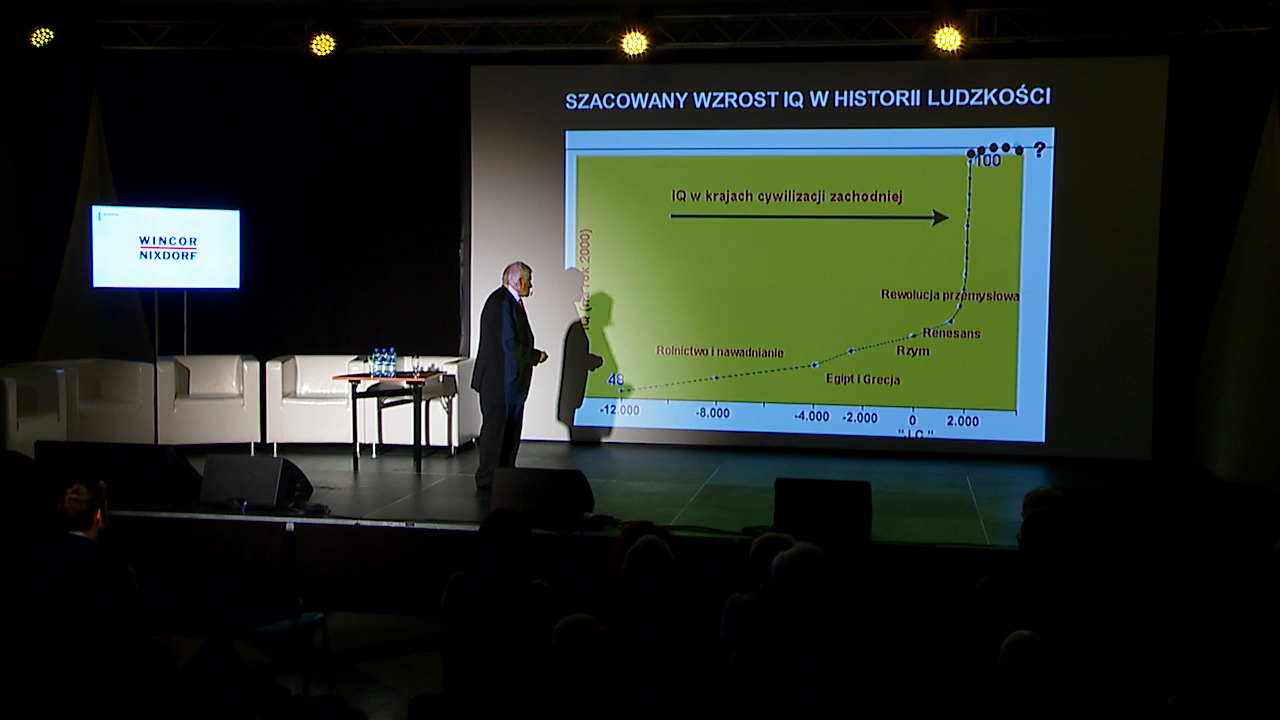 SZACOWANY WZROST IQ W HISTORII LUDZKOŚCI
?
100
IQ w krajach cywilizacji zachodniej
WINCOR
NIXDORF
2000)
Rewolucja przemysłowa
Renesans
Rolnictwo i nawadnianie
Rzym
48
Egipt i Grecja
-12.000 -8.000 -4.000 -2.000 0 2.000